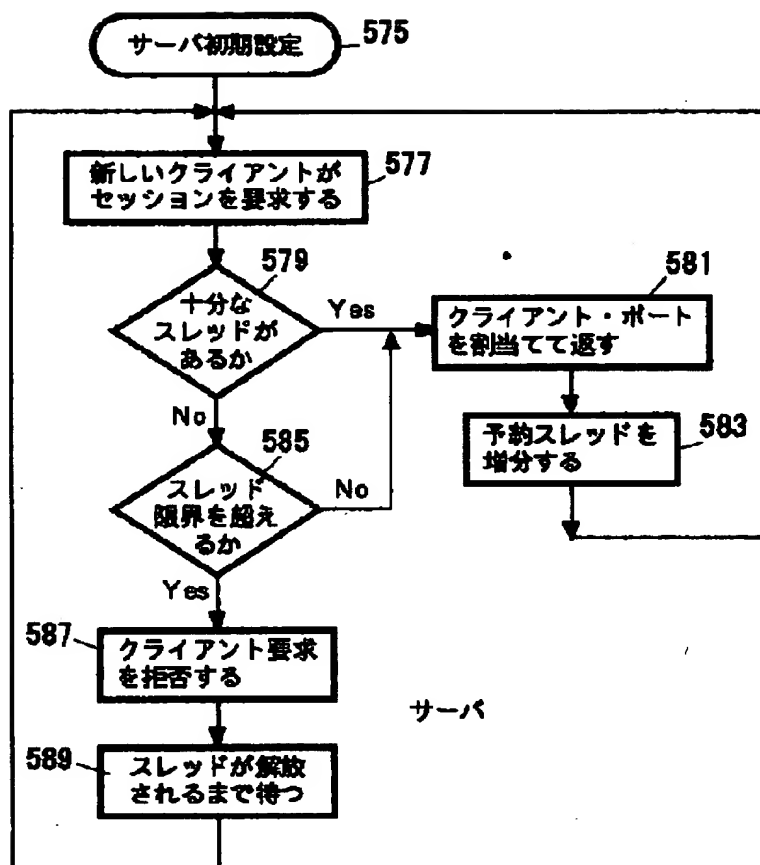 サーバ初期設定
575
新しいクライアントが
セッションを要求する
577
579
十分な
スレッドが
あるか
Yes
581
クライアント・ポート
を割当てて返す
No
予約スレッドを
増分する
583
585
スレッド
限界を超え
るか
No
Yes
587
クライアント要求
を拒否する
サーバ
589
スレッドが解放
されるまで待つ